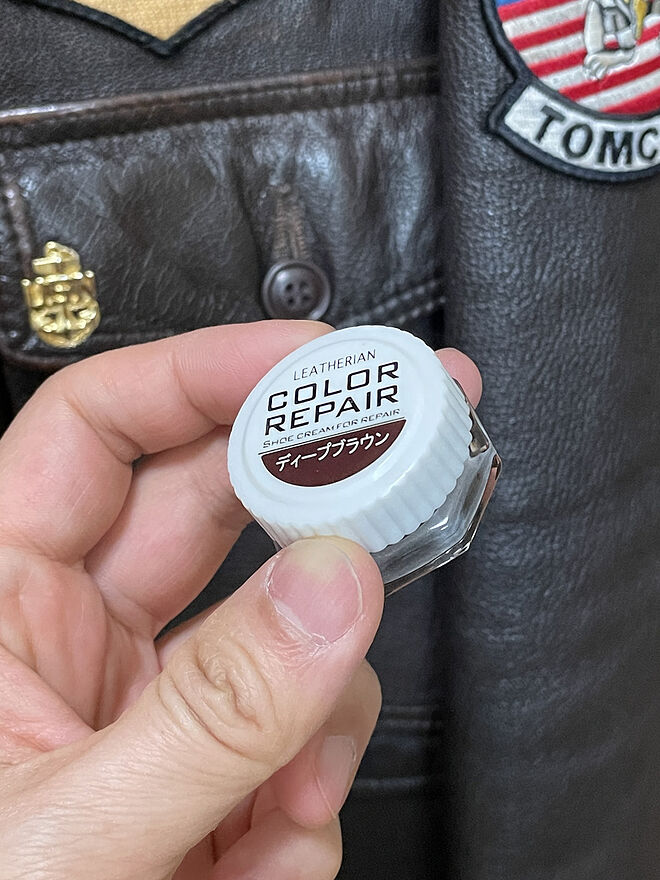 TOMC
LEATHERIAN
COLOR
REPAIR
SHOE CREAM FOR REPAIR
ディープブラウン